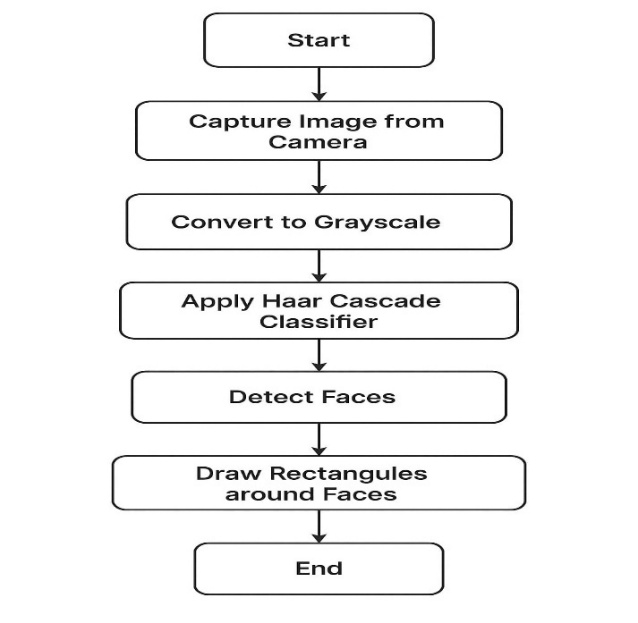 Start
Capture Image from
Camera
Convert to Grayscale
Apply Haar Cascade
Classifier
Detect Faces
Draw Rectangules
around Faces
End